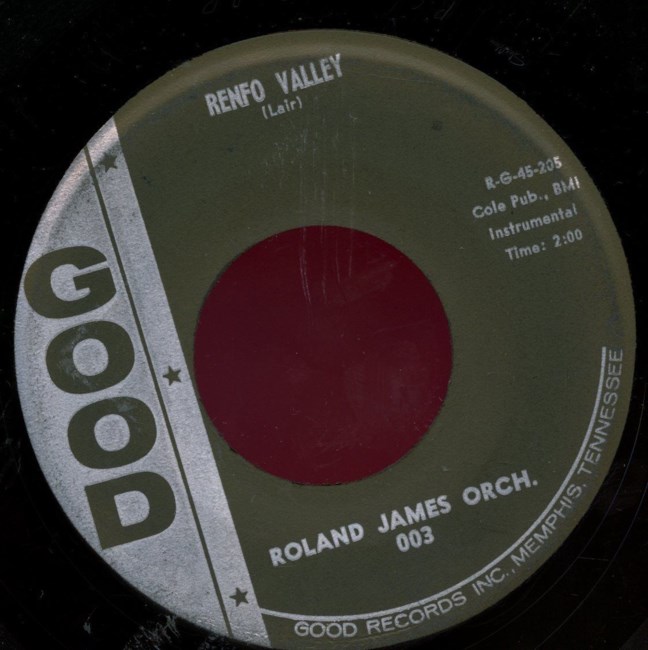 RENFO VALLEY
(Lair)
R-G-45-205
Cole Pub., BMI
Instrumental
Time: 2:00
GOOD
ROLAND JAMES ORCH.
003
GOOD RECORDS INC., MEMPHIS, TENNESSEE